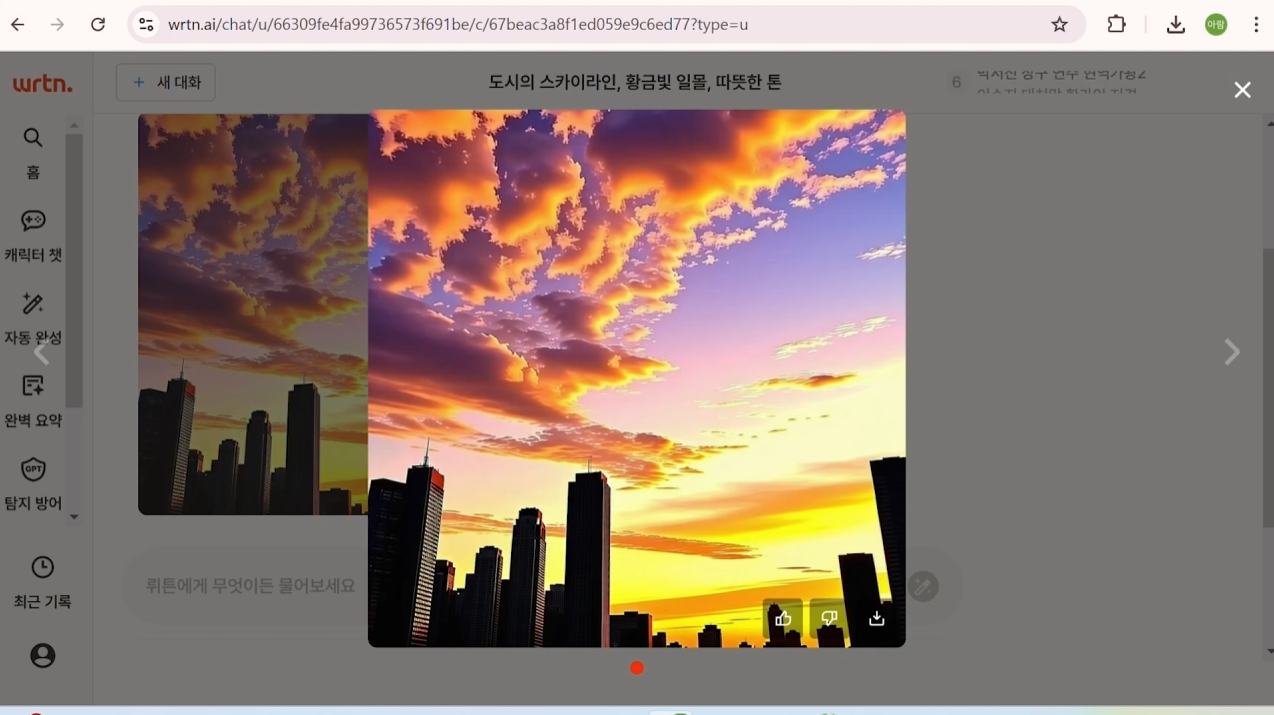 wrtn.ai/chat/u/66309fe4fa99736573f691be/c/67beac3a8f1ed059e9c6ed77?type=u
아람
wrtn.
새 대화
도시의 스카이라인, 황금빛 일몰, 따뜻한 톤
6
홈
캐릭터 챗
자동 완성
완벽 요약
GPT
탐지 방어
뤼튼에게 무엇이든 물어보세요
최근 기록